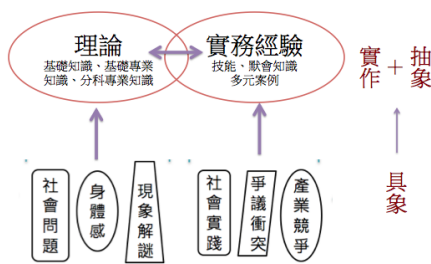 理論
基礎知識、基礎專業
知識、分科專業知識
實務經驗
技能、默會知識
多元案例
實作
+
抽象
具象
社會問題
身體感
現象解謎
社會實踐
爭議衝突
產業競爭